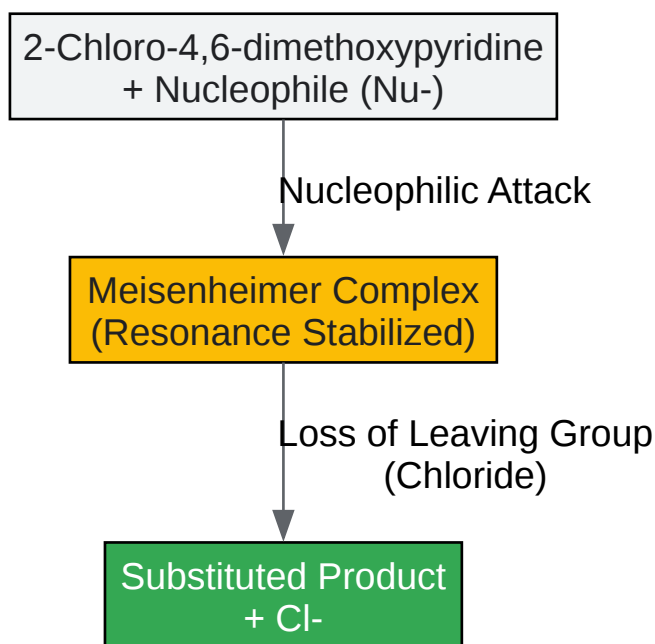 2-Chloro-4,6-dimethoxypyridine
+ Nucleophile (Nu-)
Nucleophilic Attack
Meisenheimer Complex
(Resonance Stabilized)
Loss of Leaving Group
(Chloride)
Substituted Product
+ Cl-